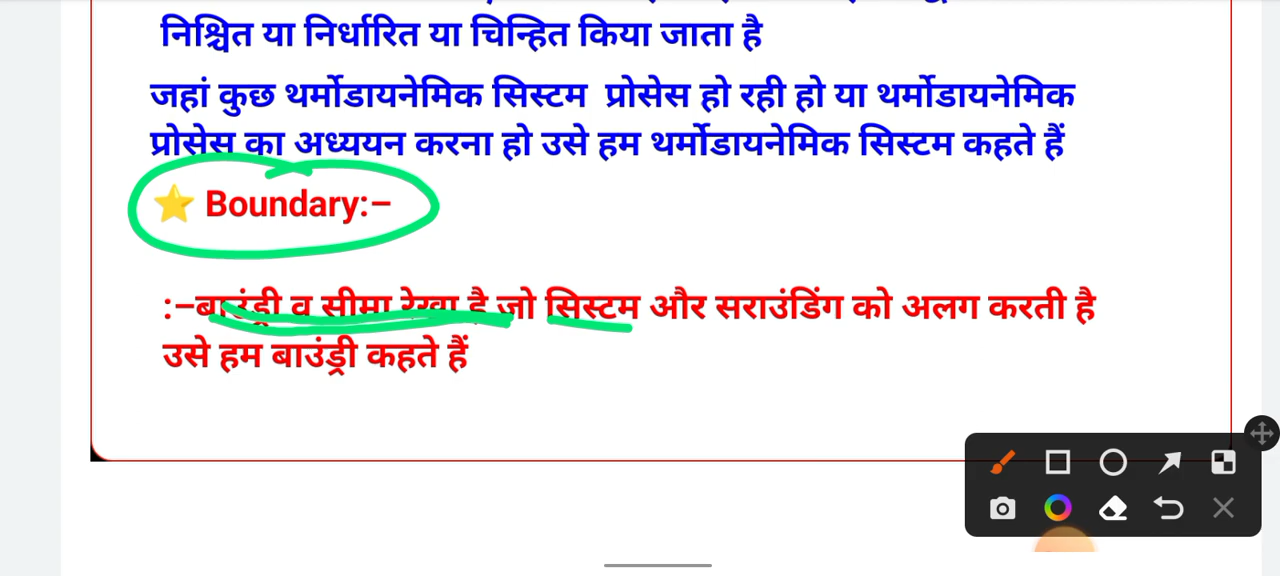 निश्चित या निर्धारित या चिन्हित किया जाता है
जहां कुछ थर्मोडायनेमिक सिस्टम प्रोसेस हो रही हो या थर्मोडायनेमिक
प्रोसेस का अध्ययन करना हो उसे हम थर्मोडायनेमिक सिस्टम कहते हैं
⭐ Boundary:–
:–बाउंड्री व सीमा रेखा है जो सिस्टम और सराउंडिंग को अलग करती है
उसे हम बाउंड्री कहते हैं